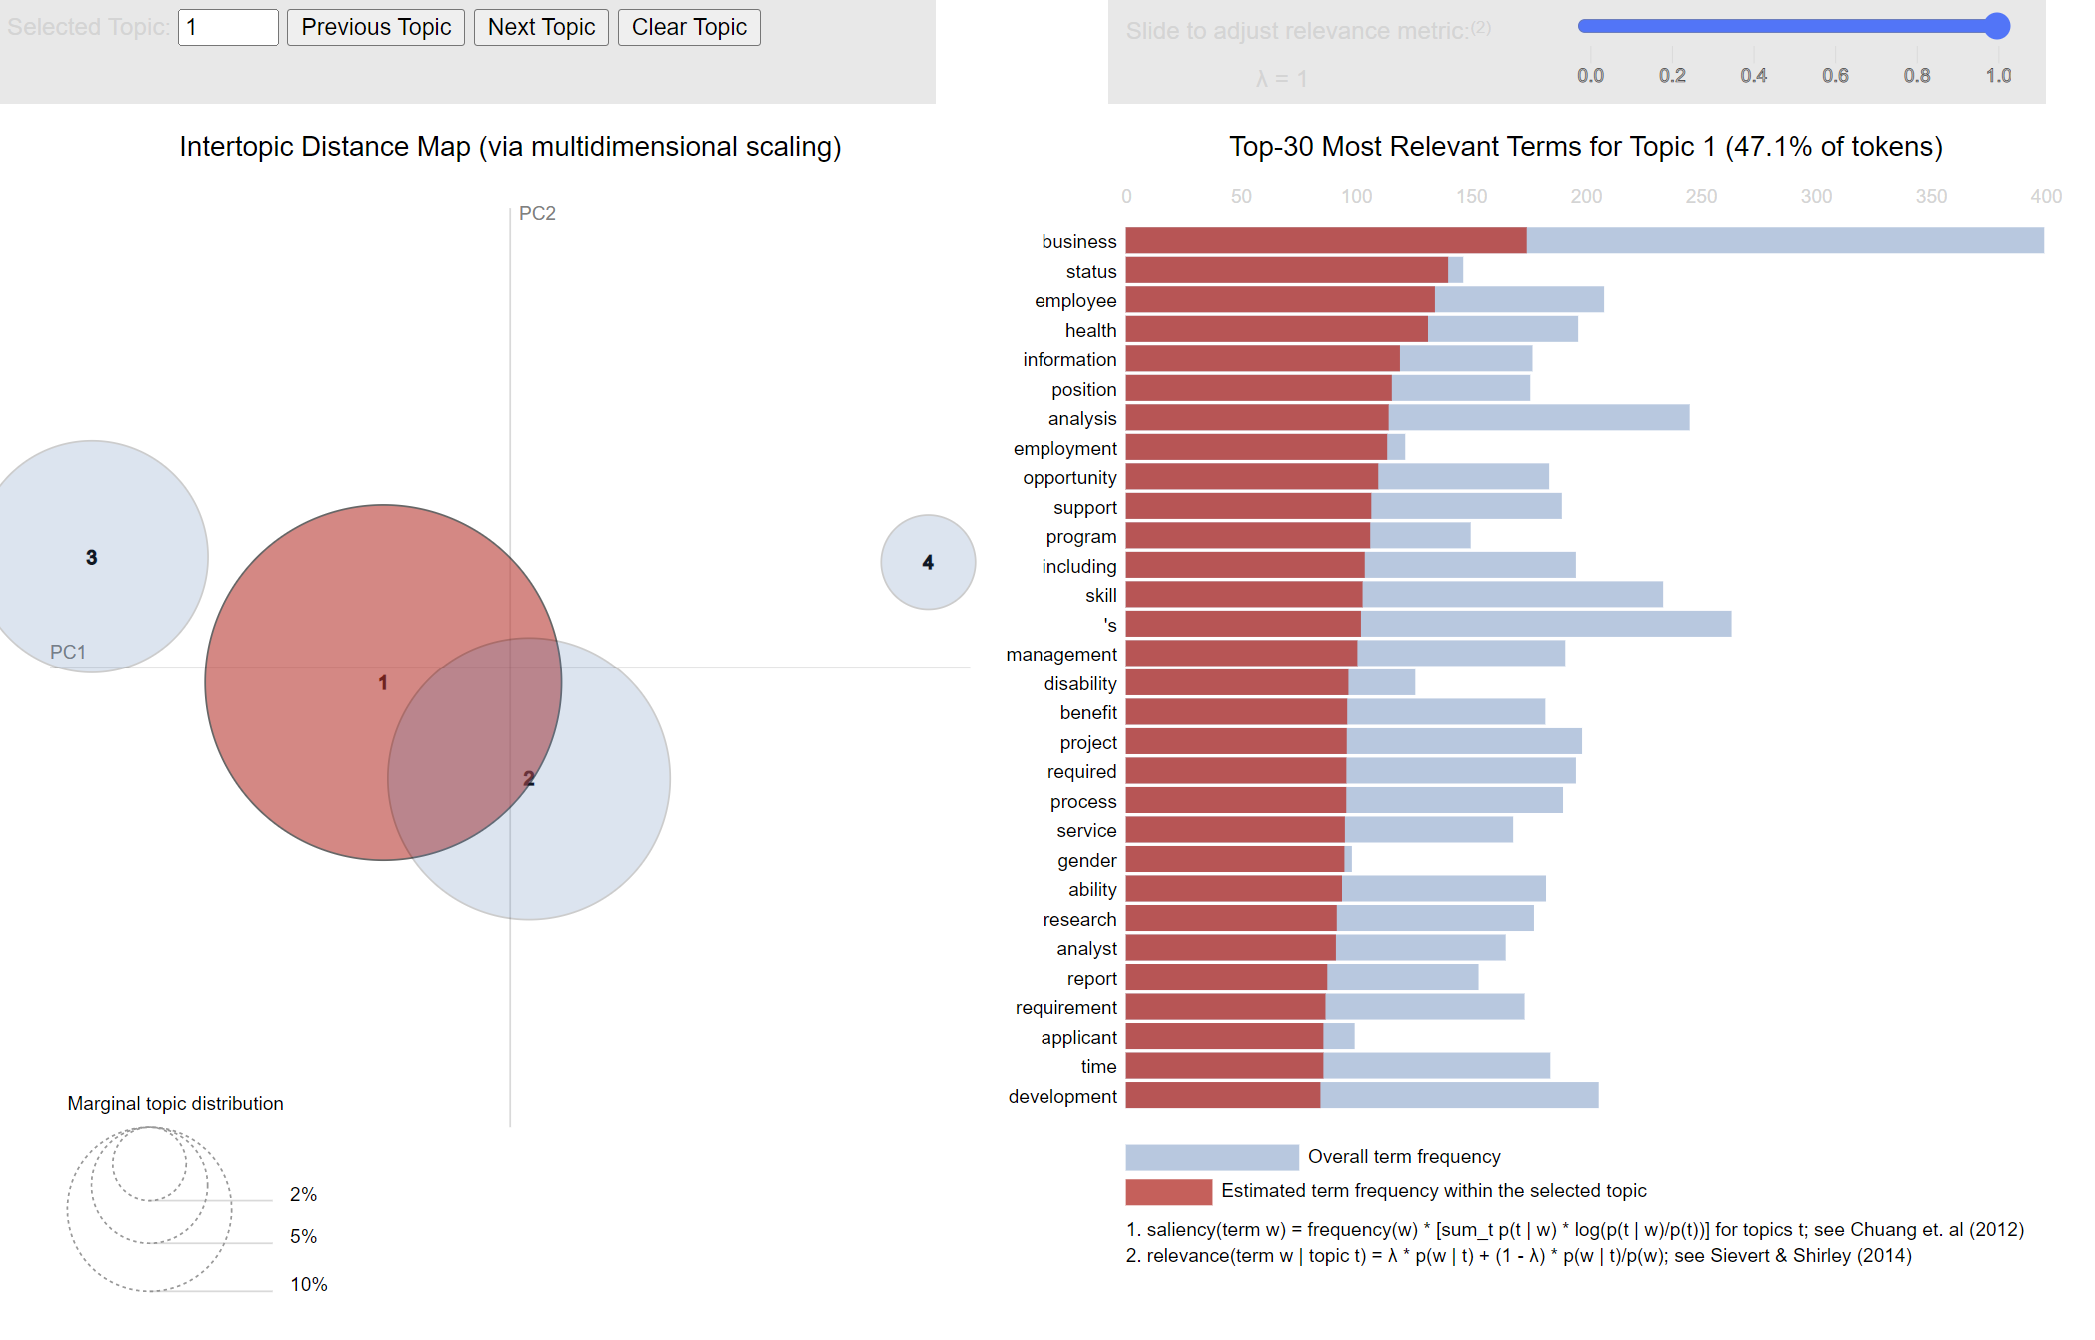 Selected Topic: 1 Previous Topic Next Topic Clear Topic
Slide to adjust relevance metric:(2)
λ = 1
0.0 0.2 0.4 0.6 0.8 1.0
Intertopic Distance Map (via multidimensional scaling)
PC2
PC1
3
1
2
4
Marginal topic distribution
2%
5%
10%
Top-30 Most Relevant Terms for Topic 1 (47.1% of tokens)
0 50 100 150 200 250 300 350 400
business
status
employee
health
information
position
analysis
employment
opportunity
support
program
including
skill
's
management
disability
benefit
project
required
process
service
gender
ability
research
analyst
report
requirement
applicant
time
development
Overall term frequency
Estimated term frequency within the selected topic
1. saliency(term w) = frequency(w) * [sum_t p(t | w) * log(p(t | w)/p(t))] for topics t; see Chuang et. al (2012)
2. relevance(term w | topic t) = λ * p(w | t) + (1 - λ) * p(w | t)/p(w); see Sievert & Shirley (2014)